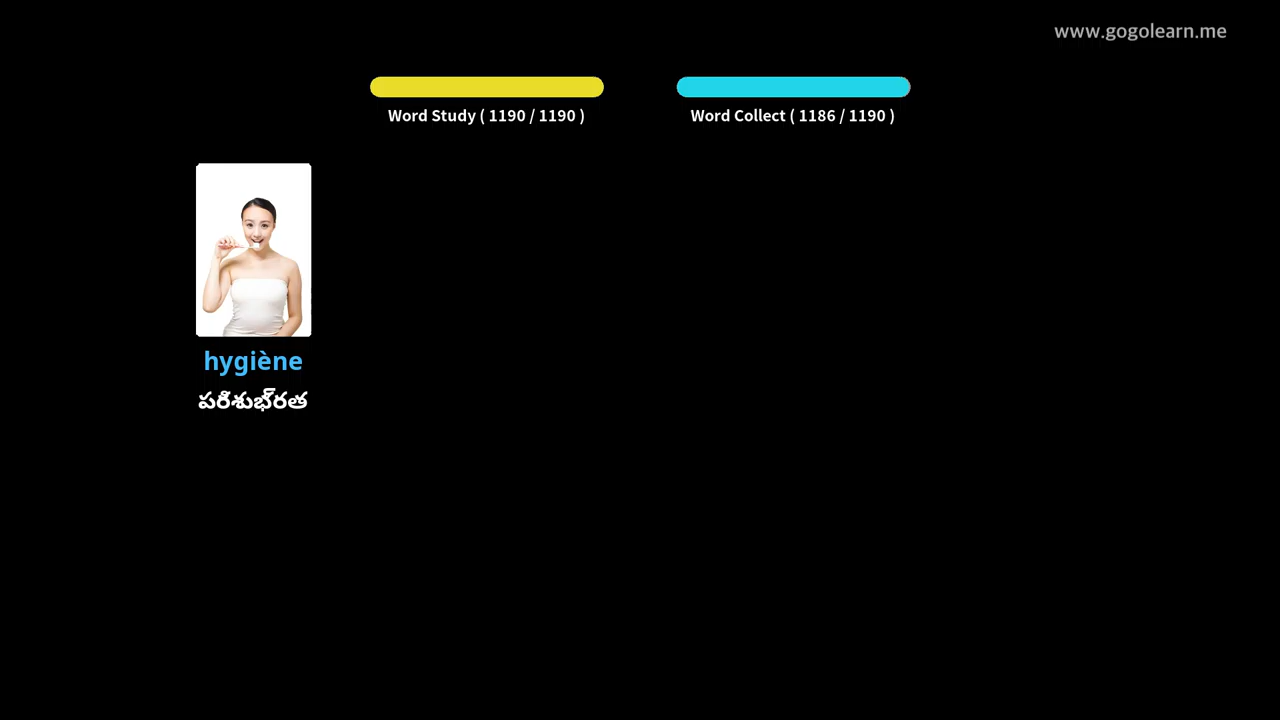 www.gogolearn.me
Word Study ( 1190 / 1190 )
Word Collect ( 1186 / 1190 )
hygiène
పరిశుభ్రత